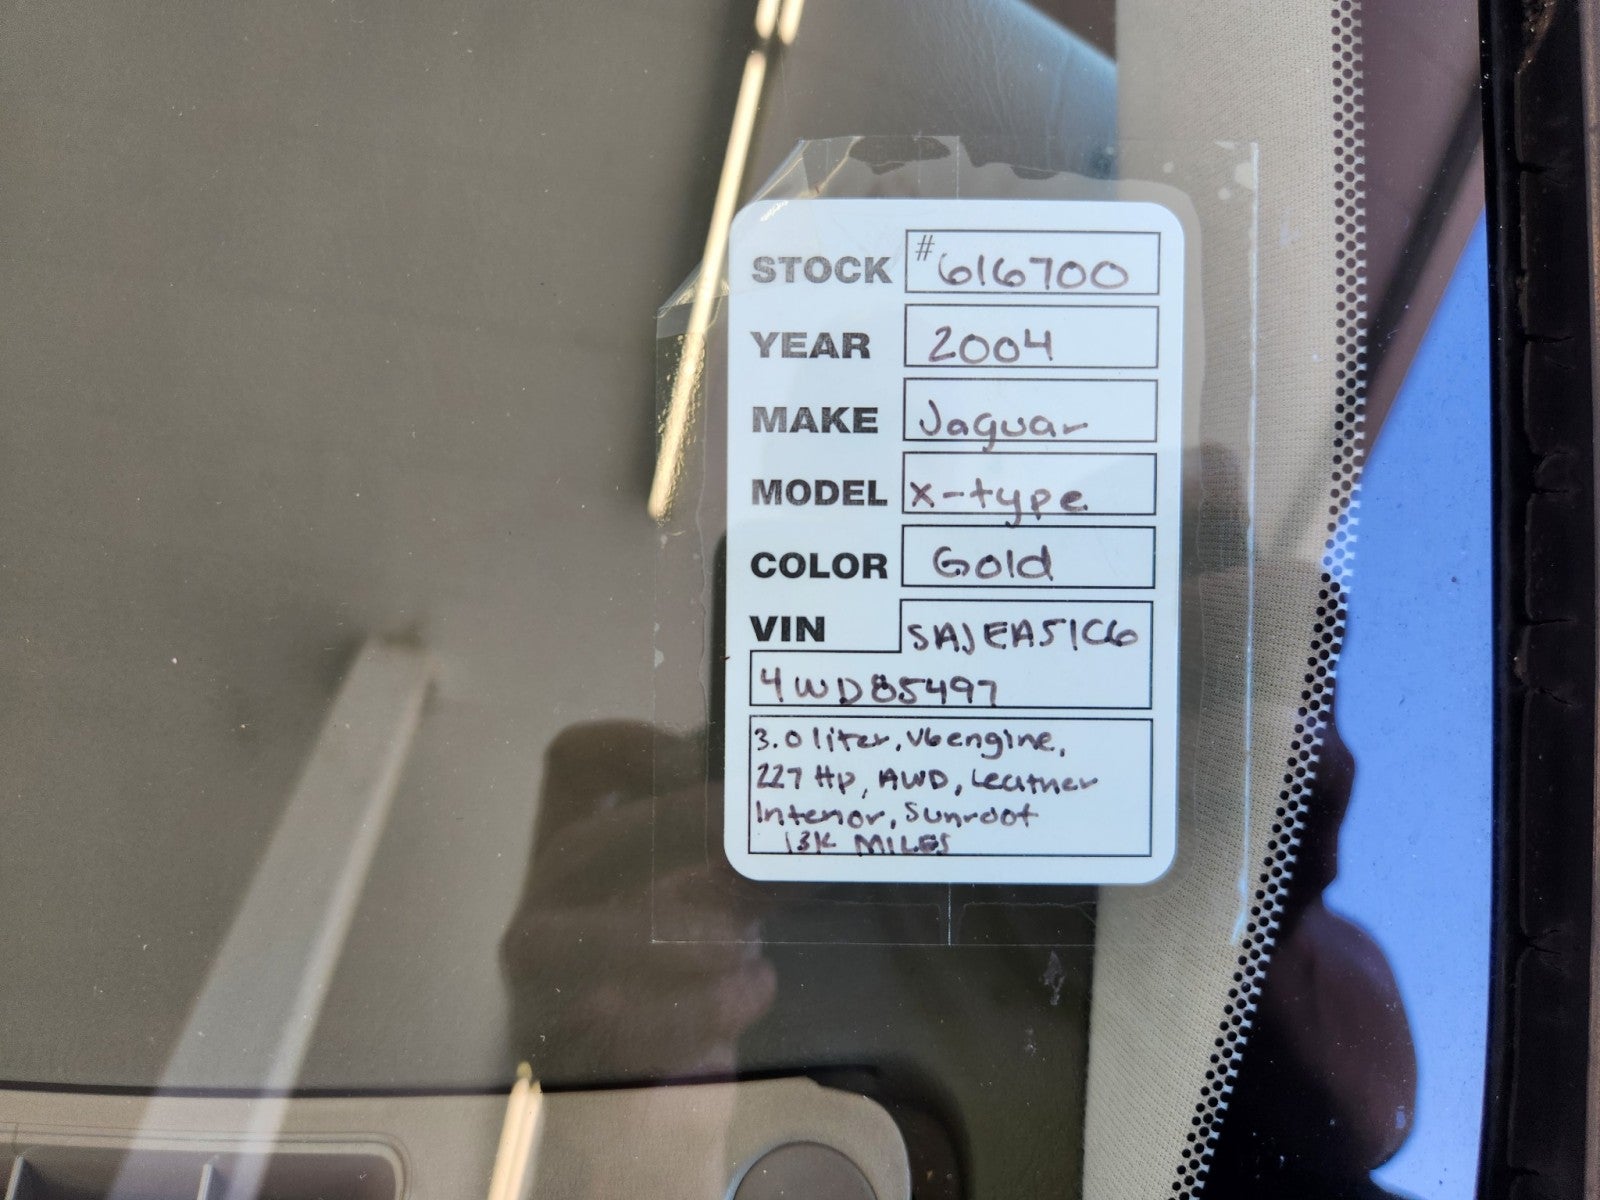 STOCK #616700
YEAR 2004
MAKE Jaguar
MODEL X-type
COLOR Gold
VIN SAJEA51C6
4WD85497
3.0 liter, V6 engine,
227 Hp, AWD, Leather
Interior, Sunroof
13K MILES